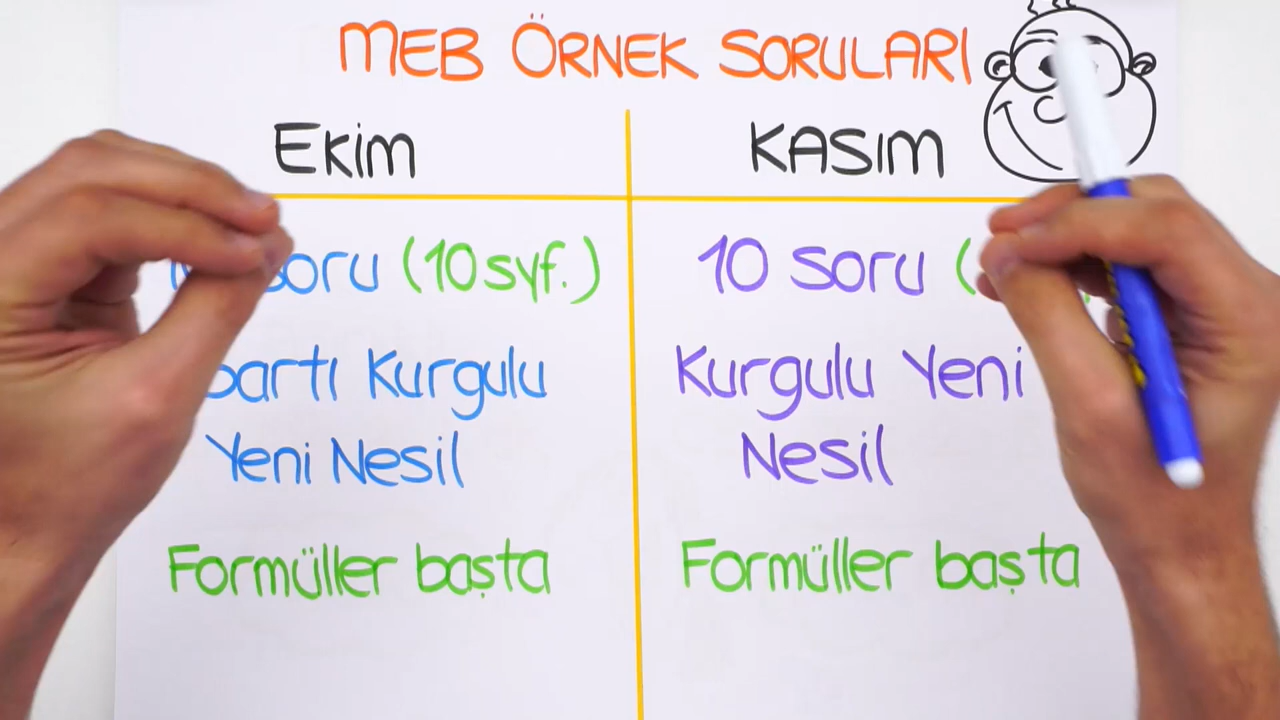 MEB ÖRNEK SORULARI
Ekim
KASIM
soru (10 syf.)
10 soru (
Kurgulu
Yeni Nesil
Kurgulu Yeni
Nesil
Formüller başta
Formüller başta